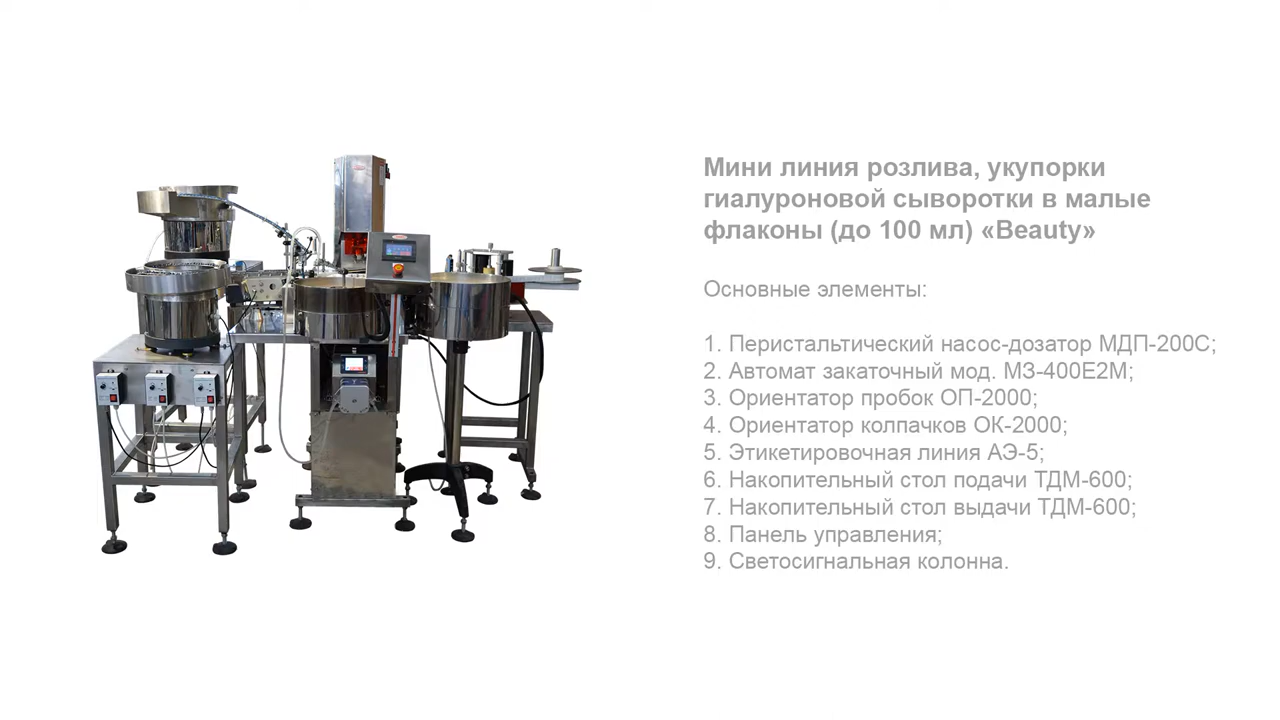 Мини линия розлива, укупорки
гиалуроновой сыворотки в малые
флаконы (до 100 мл) «Beauty»
Основные элементы:
1. Перистальтический насос-дозатор МДП-200С;
2. Автомат закаточный мод. МЗ-400Е2М;
3. Ориентатор пробок ОП-2000;
4. Ориентатор колпачков ОК-2000;
5. Этикетировочная линия АЭ-5;
6. Накопительный стол подачи ТДМ-600;
7. Накопительный стол выдачи ТДМ-600;
8. Панель управления;
9. Светосигнальная колонна.